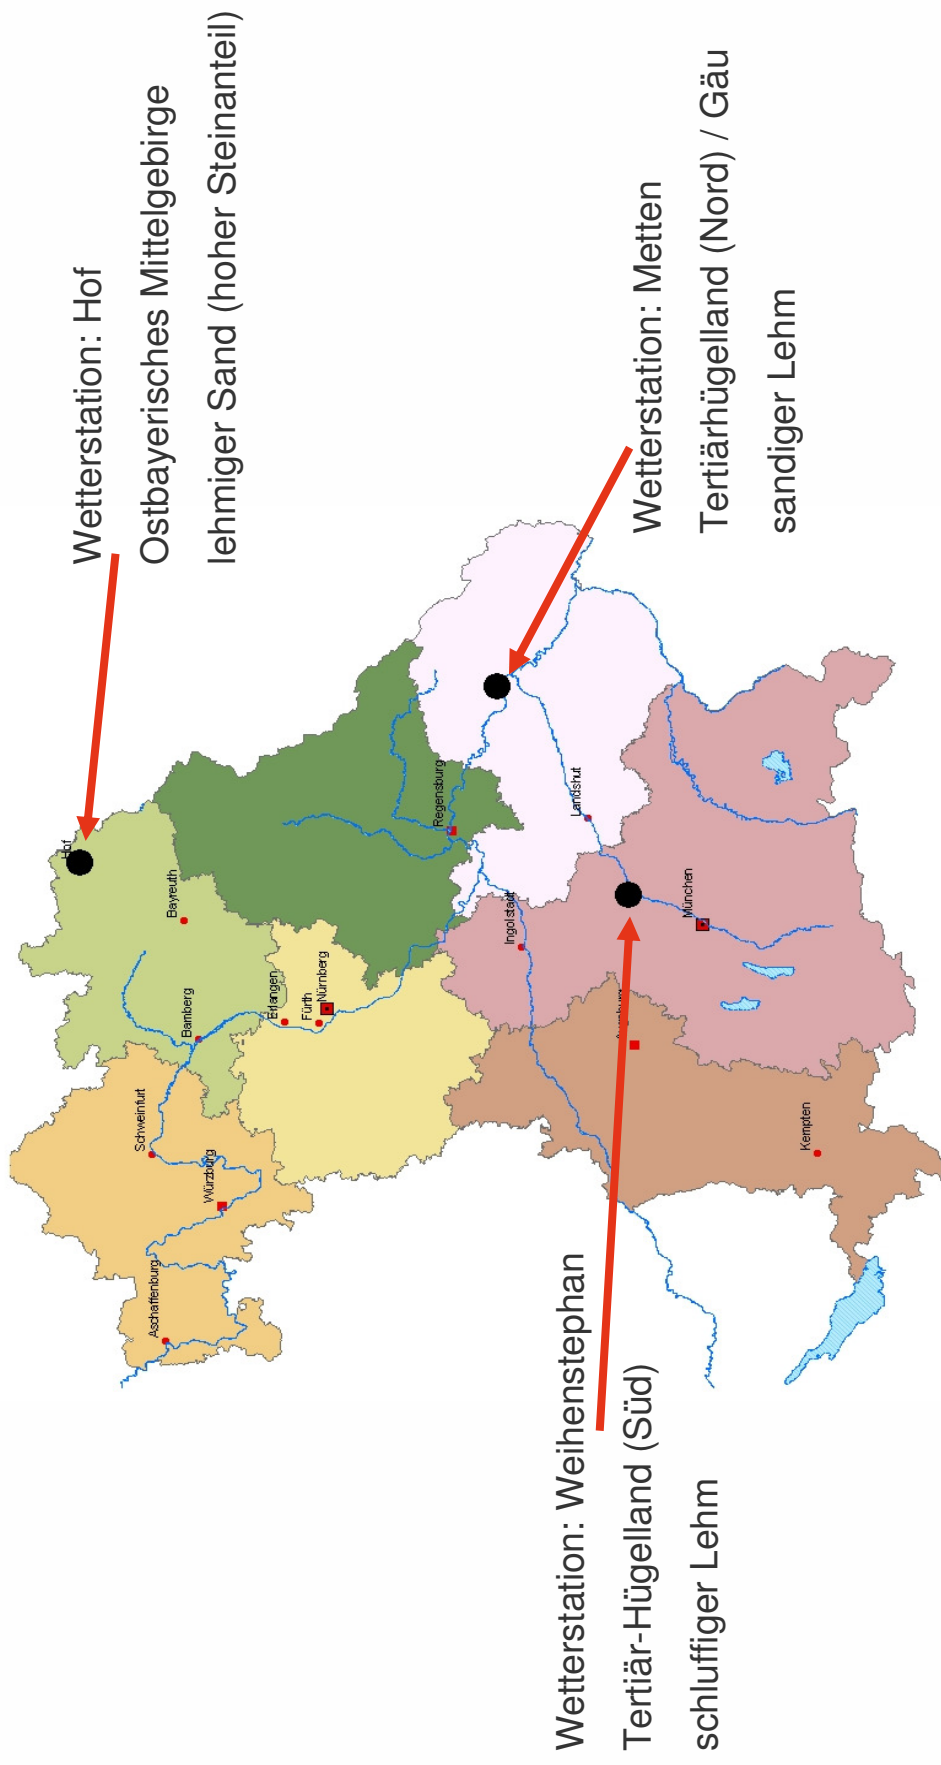 Wetterstation: Hof
Ostbayerisches Mittelgebirge
lehmiger Sand (hoher Steinanteil)
Wetterstation: Metten
Tertiärhügelland (Nord) / Gäu
sandiger Lehm
Wetterstation: Weihenstephan
Tertiär-Hügelland (Süd)
schluffiger Lehm
Hof
Bayreuth
Bamberg
Schweinfurt
Würzburg
Aschaffenburg
Erlangen
Fürth
Nürnberg
Regensburg
Ingolstadt
Landshut
München
Kempten